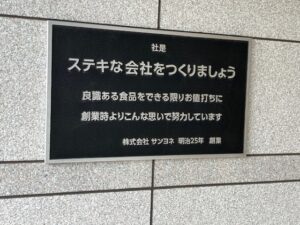 社是
ステキな会社をつくりましょう
良識ある食品をできる限りお値打ちに
創業時よりこんな思いで努力しています
株式会社 サンヨネ 明治25年 創業